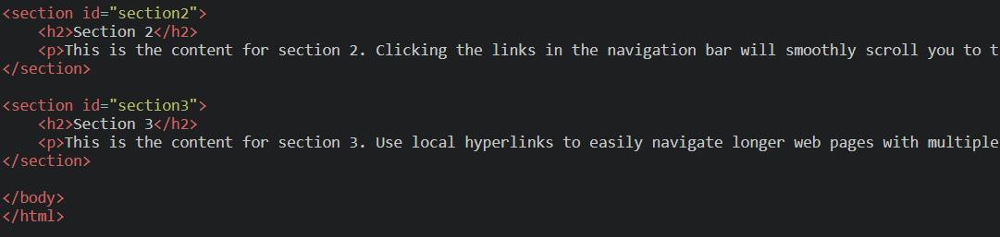 <section id="section2">
    <h2>Section 2</h2>
    <p>This is the content for section 2. Clicking the links in the navigation bar will smoothly scroll you to t
</section>

<section id="section3">
    <h2>Section 3</h2>
    <p>This is the content for section 3. Use local hyperlinks to easily navigate longer web pages with multiple
</section>

</body>
</html>